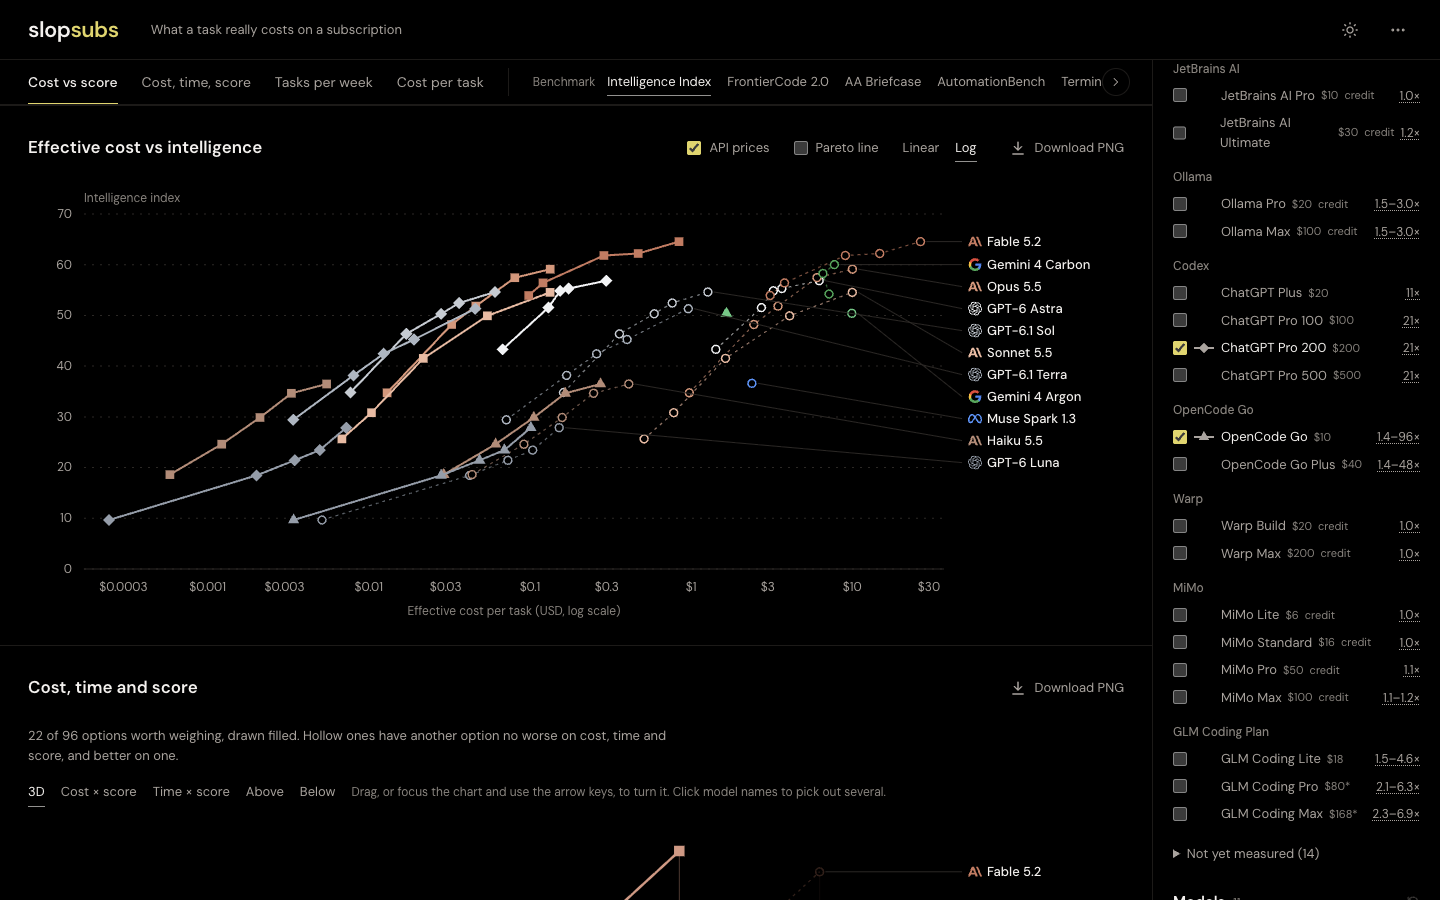 slopsubs What a task really costs on a subscription
Cost vs score Cost, time, score Tasks per week Cost per task Benchmark Intelligence Index FrontierCode 2.0 AA Briefcase AutomationBench Termin
Effective cost vs intelligence
API prices Pareto line Linear Log Download PNG
Intelligence index
70
60
50
40
30
20
10
0
$0.0003 $0.001 $0.003 $0.01 $0.03 $0.1 $0.3 $1 $3 $10 $30
Effective cost per task (USD, log scale)
Fable 5.2
Gemini 4 Carbon
Opus 5.5
GPT-6 Astra
GPT-6.1 Sol
Sonnet 5.5
GPT-6.1 Terra
Gemini 4 Argon
Muse Spark 1.3
Haiku 5.5
GPT-6 Luna
Cost, time and score
Download PNG
22 of 96 options worth weighing, drawn filled. Hollow ones have another option no worse on cost, time and
score, and better on one.
3D Cost × score Time × score Above Below Drag, or focus the chart and use the arrow keys, to turn it. Click model names to pick out several.
Fable 5.2
JetBrains AI
JetBrains AI Pro $10 credit 1.0×
JetBrains AI
Ultimate $30 credit 1.2×
Ollama
Ollama Pro $20 credit 1.5–3.0×
Ollama Max $100 credit 1.5–3.0×
Codex
ChatGPT Plus $20 11×
ChatGPT Pro 100 $100 21×
ChatGPT Pro 200 $200 21×
ChatGPT Pro 500 $500 21×
OpenCode Go
OpenCode Go $10 1.4–96×
OpenCode Go Plus $40 1.4–48×
Warp
Warp Build $20 credit 1.0×
Warp Max $200 credit 1.0×
MiMo
MiMo Lite $6 credit 1.0×
MiMo Standard $16 credit 1.0×
MiMo Pro $50 credit 1.1×
MiMo Max $100 credit 1.1–1.2×
GLM Coding Plan
GLM Coding Lite $18 1.5–4.6×
GLM Coding Pro $80* 2.1–6.3×
GLM Coding Max $168* 2.3–6.9×
Not yet measured (14)
Models